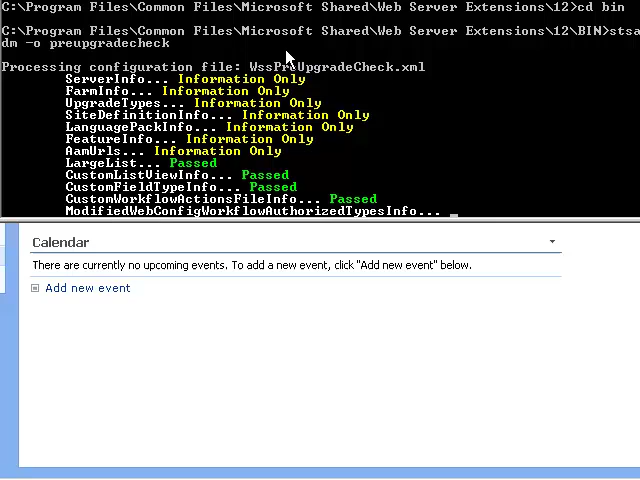 C:\Program Files\Common Files\Microsoft Shared\Web Server Extensions\12>cd bin
C:\Program Files\Common Files\Microsoft Shared\Web Server Extensions\12\BIN>stsa
dm -o preupgradecheck
Processing configuration file: WssPreUpgradeCheck.xml
ServerInfo... Information Only
FarmInfo... Information Only
UpgradeTypes... Information Only
SiteDefinitionInfo... Information Only
LanguagePackInfo... Information Only
FeatureInfo... Information Only
AamUrls... Information Only
LargeList... Passed
CustomListViewInfo... Passed
CustomFieldTypeInfo... Passed
CustomWorkflowActionsFileInfo... Passed
ModifiedWebConfigWorkflowAuthorizedTypesInfo... _
Calendar
There are currently no upcoming events. To add a new event, click "Add new event" below.
Add new event